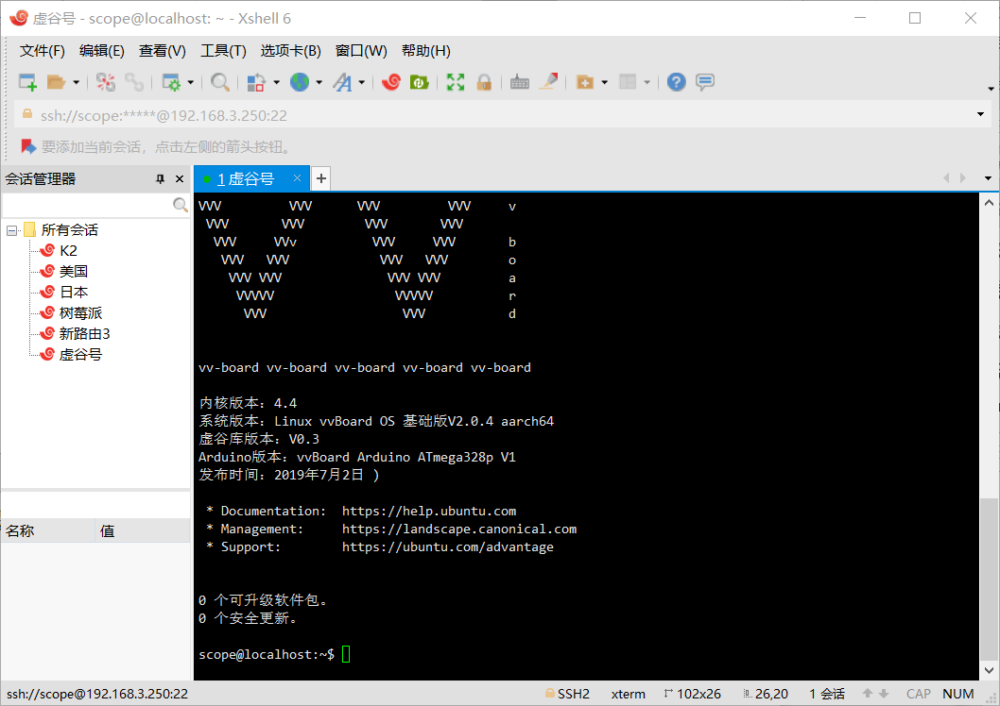 虚谷号 - scope@localhost: ~ - Xshell 6
文件(F) 编辑(E) 查看(V) 工具(T) 选项卡(B) 窗口(W) 帮助(H)
ssh://scope:*****@192.168.3.250:22
要添加当前会话，点击左侧的箭头按钮。
会话管理器
所有会话
K2
美国
日本
树莓派
新路由3
虚谷号
名称 值
1 虚谷号
VVV         VVV      VVV         VVV     v
 VVV       VVV        VVV       VVV
  VVV     VVv          VVV     VVV       b
   VVV   VVV            VVV   VVV        o
    VVV VVV              VVV VVV         a
     VVVVV                VVVVV          r
      VVV                  VVV           d
vv-board vv-board vv-board vv-board vv-board
内核版本: 4.4
系统版本: Linux vvBoard OS 基础版V2.0.4 aarch64
虚谷库版本: V0.3
Arduino版本: vvBoard Arduino ATmega328p V1
发布时间: 2019年7月2日 )
 * Documentation:  https://help.ubuntu.com
 * Management:     https://landscape.canonical.com
 * Support:        https://ubuntu.com/advantage
0 个可升级软件包。
0 个安全更新。
scope@localhost:~$
ssh://scope@192.168.3.250:22 SSH2 xterm 102x26 26,20 1 会话 CAP NUM